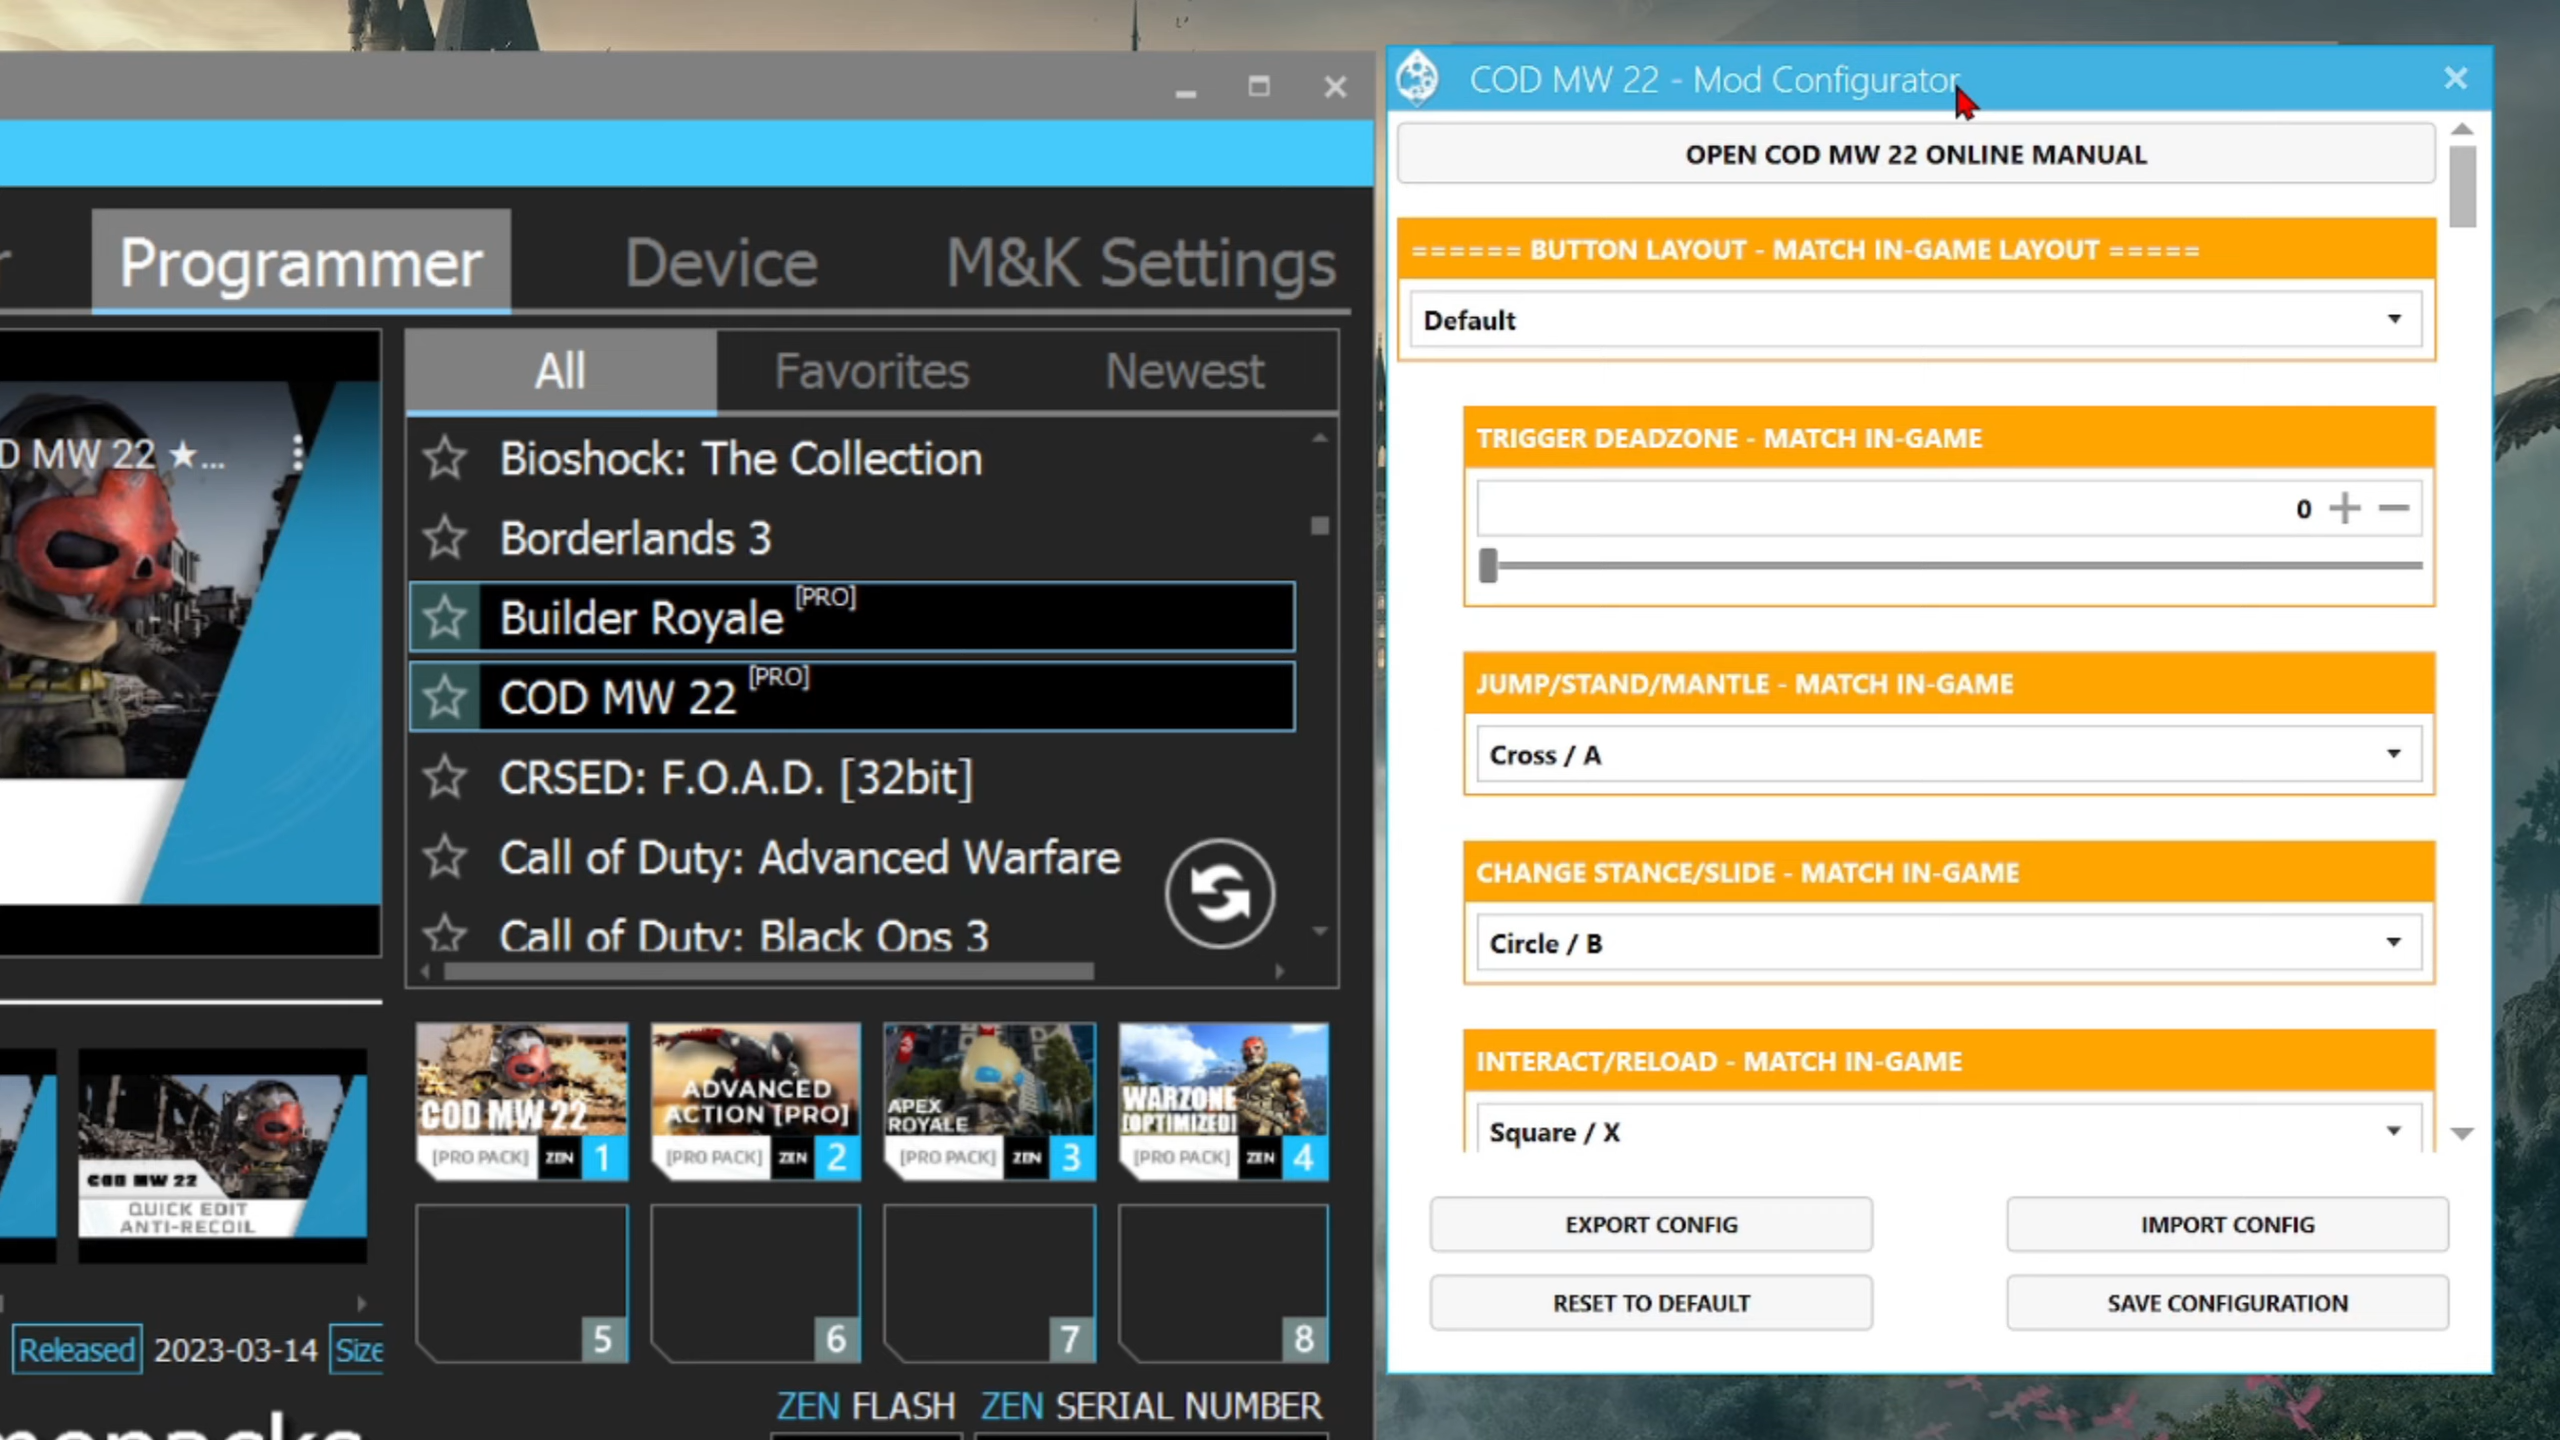 COD MW 22 - Mod Configurator
OPEN COD MW 22 ONLINE MANUAL
====== BUTTON LAYOUT - MATCH IN-GAME LAYOUT =====
Default
TRIGGER DEADZONE - MATCH IN-GAME
0
JUMP/STAND/MANTLE - MATCH IN-GAME
Cross / A
CHANGE STANCE/SLIDE - MATCH IN-GAME
Circle / B
INTERACT/RELOAD - MATCH IN-GAME
Square / X
EXPORT CONFIG
IMPORT CONFIG
RESET TO DEFAULT
SAVE CONFIGURATION
Programmer
Device
M&K Settings
All
Favorites
Newest
D MW 22 ★...
Bioshock: The Collection
Borderlands 3
Builder Royale [PRO]
COD MW 22 [PRO]
CRSED: F.O.A.D. [32bit]
Call of Duty: Advanced Warfare
Call of Duty: Black Ops 3
COD MW 22
[PRO PACK] ZEN 1
ADVANCED
ACTION [PRO]
[PRO PACK] ZEN 2
APEX
ROYALE
[PRO PACK] ZEN 3
WARZONE
[OPTIMIZED]
[PRO PACK] ZEN 4
5
6
7
8
COD MW 22
QUICK EDIT
ANTI-RECOIL
Released 2023-03-14 Size
ZEN FLASH
ZEN SERIAL NUMBER